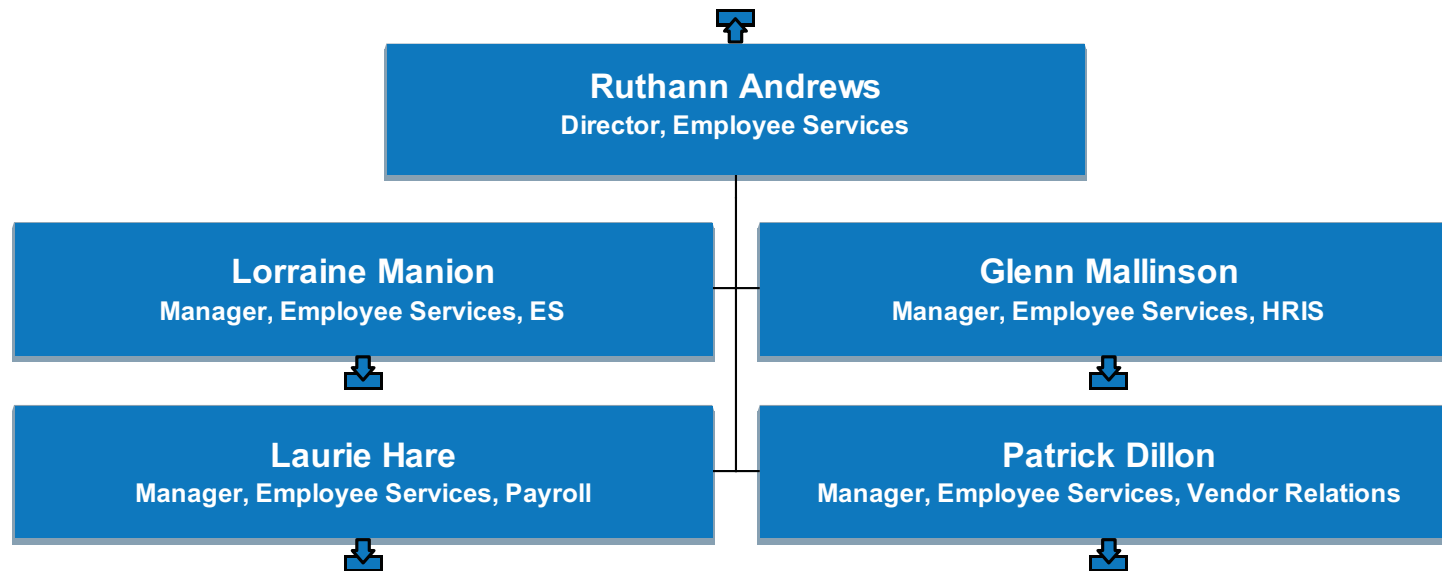 Ruthann Andrews
Director, Employee Services
Lorraine Manion
Manager, Employee Services, ES
Glenn Mallinson
Manager, Employee Services, HRIS
Laurie Hare
Manager, Employee Services, Payroll
Patrick Dillon
Manager, Employee Services, Vendor Relations